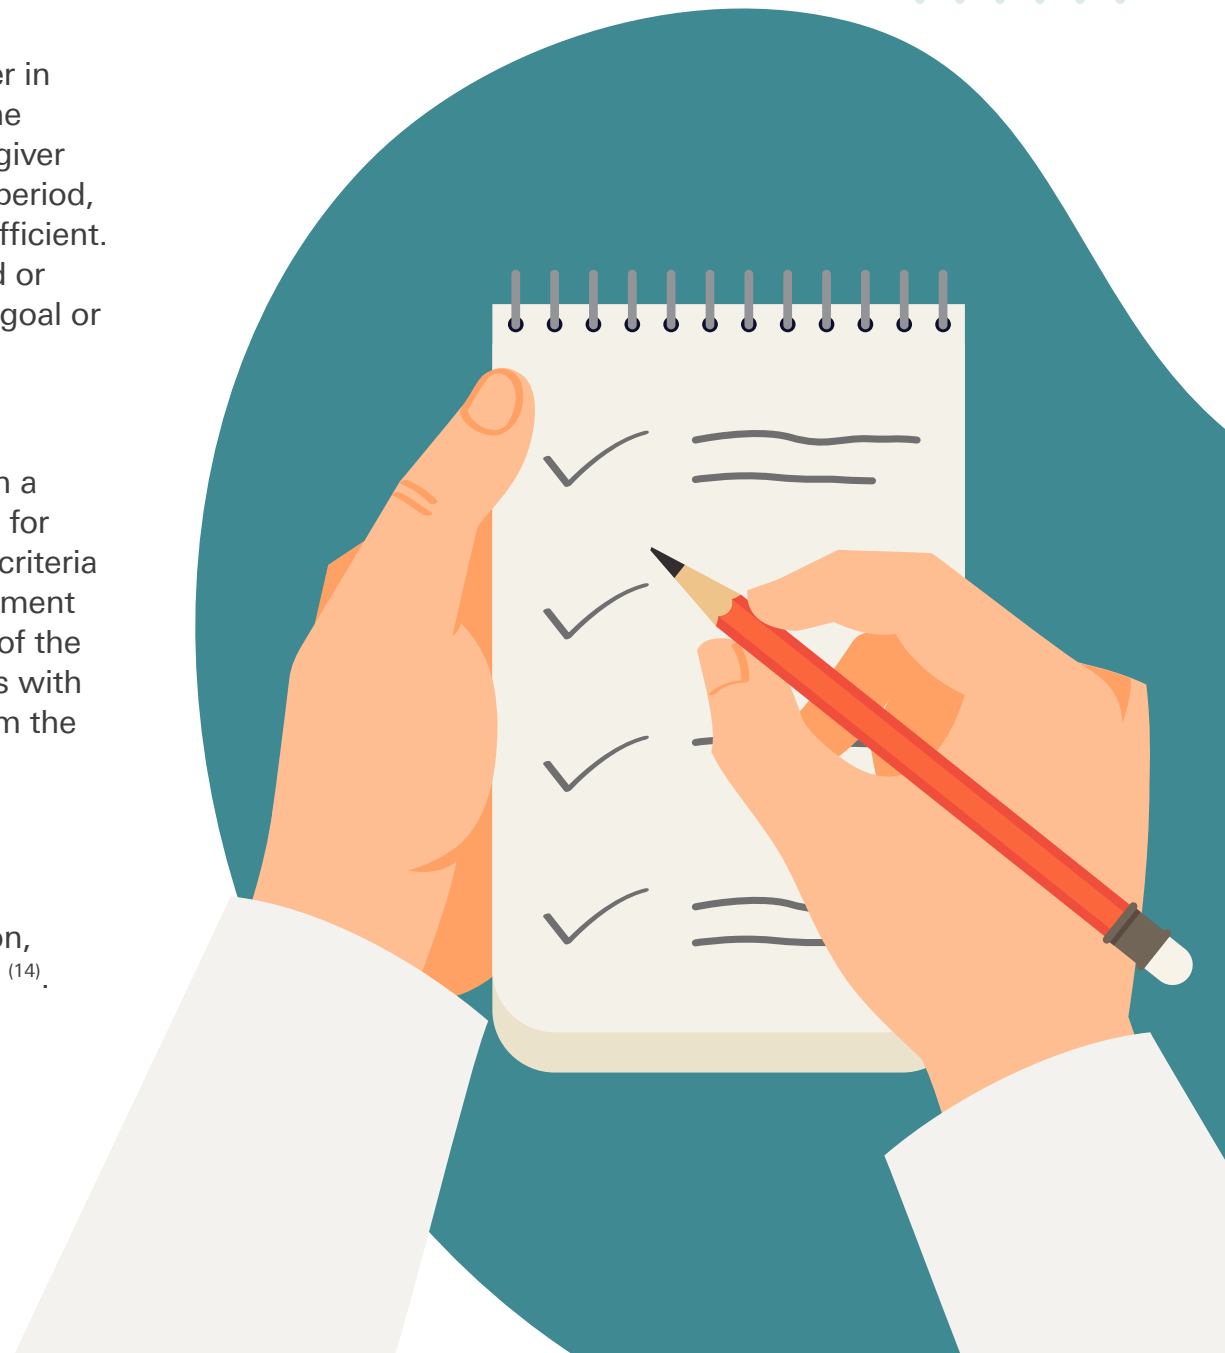 er in
ne
giver
period,
fficient.
d or
goal or
n a
for
criteria
ment
of the
s with
m the
on,
(14).